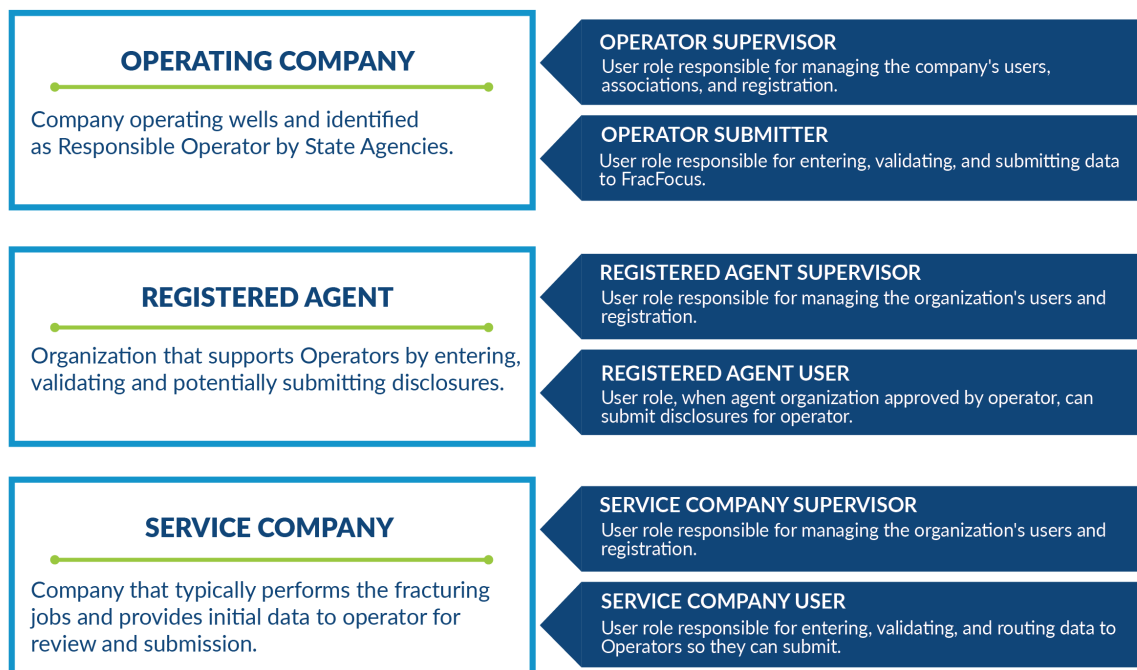 OPERATING COMPANY
Company operating wells and identified
as Responsible Operator by State Agencies.
OPERATOR SUPERVISOR
User role responsible for managing the company's users,
associations, and registration.
OPERATOR SUBMITTER
User role responsible for entering, validating, and submitting data
to FracFocus.
REGISTERED AGENT
Organization that supports Operators by entering,
validating and potentially submitting disclosures.
REGISTERED AGENT SUPERVISOR
User role responsible for managing the organization's users and
registration.
REGISTERED AGENT USER
User role, when agent organization approved by operator, can
submit disclosures for operator.
SERVICE COMPANY
Company that typically performs the fracturing
jobs and provides initial data to operator for
review and submission.
SERVICE COMPANY SUPERVISOR
User role responsible for managing the organization's users and
registration.
SERVICE COMPANY USER
User role responsible for entering, validating, and routing data to
Operators so they can submit.